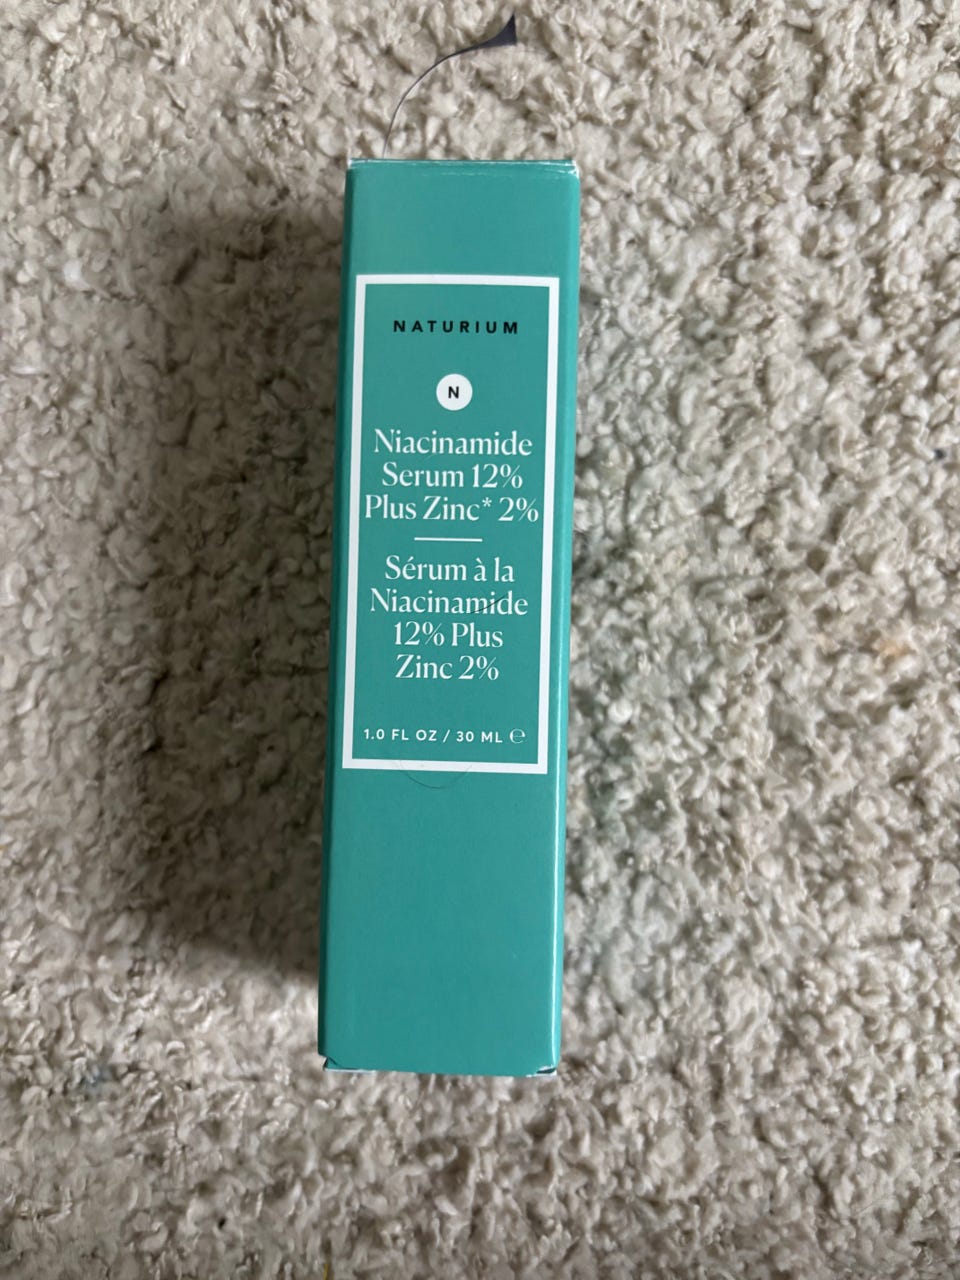 NATURIUM
N
Niacinamide
Serum 12%
Plus Zinc* 2%
Sérum à la
Niacinamide
12% Plus
Zinc 2%
1.0 FL OZ / 30 ML ℮